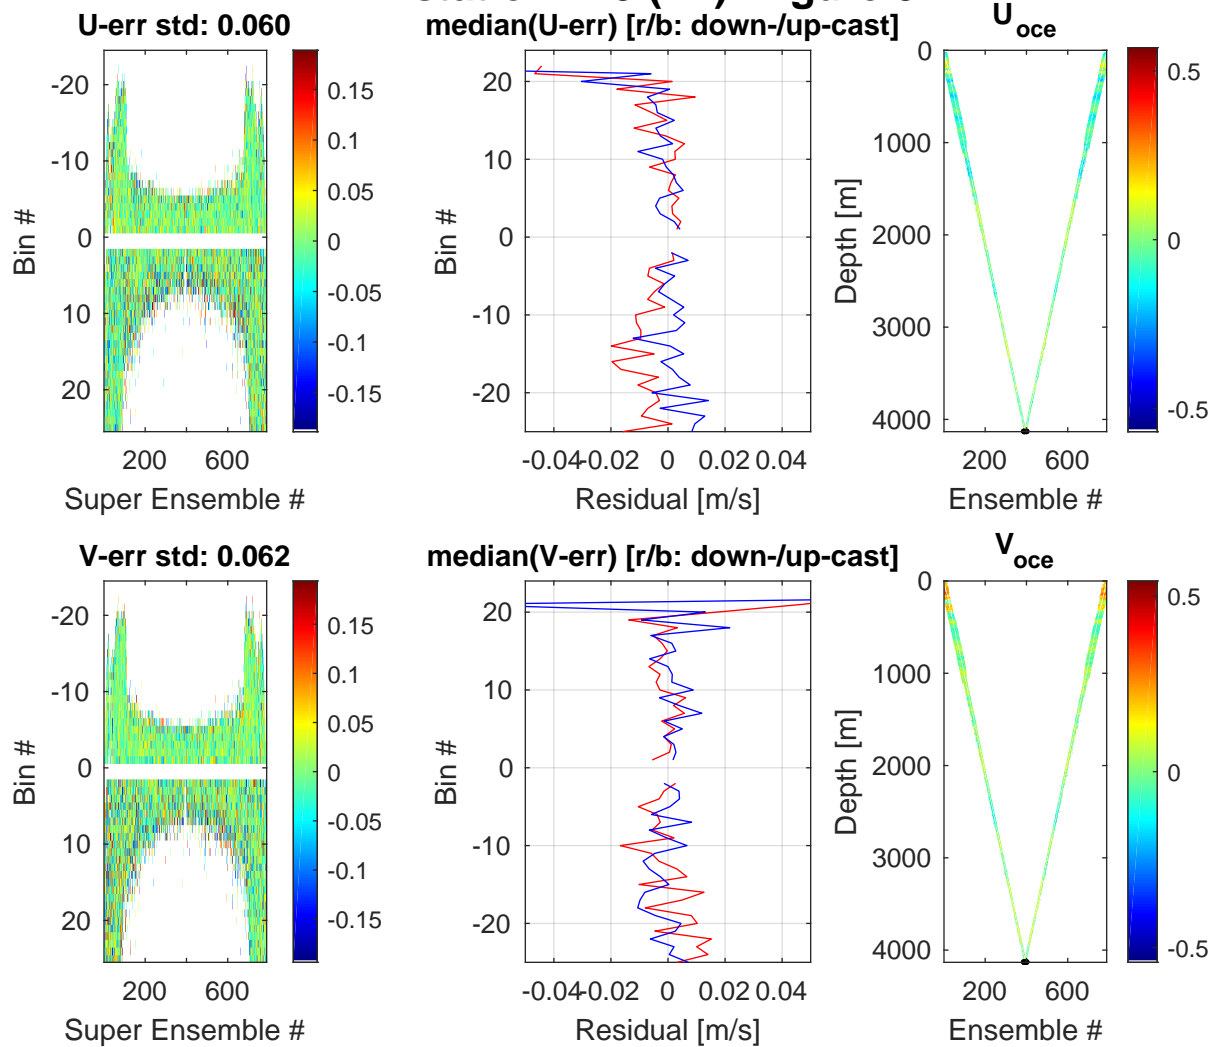 U-err std: 0.060
median(U-err) [r/b: down-/up-cast]
U oce
-20
-10
0
10
20
Bin #
200 600
Super Ensemble #
0.15
0.1
0.05
0
-0.05
-0.1
-0.15
20
10
0
-10
-20
Bin #
-0.04 -0.02 0 0.02 0.04
Residual [m/s]
0
1000
2000
3000
4000
Depth [m]
200 600
Ensemble #
0.5
0
-0.5
V-err std: 0.062
median(V-err) [r/b: down-/up-cast]
V oce
-20
-10
0
10
20
Bin #
200 600
Super Ensemble #
0.15
0.1
0.05
0
-0.05
-0.1
-0.15
20
10
0
-10
-20
Bin #
-0.04 -0.02 0 0.02 0.04
Residual [m/s]
0
1000
2000
3000
4000
Depth [m]
200 600
Ensemble #
0.5
0
-0.5